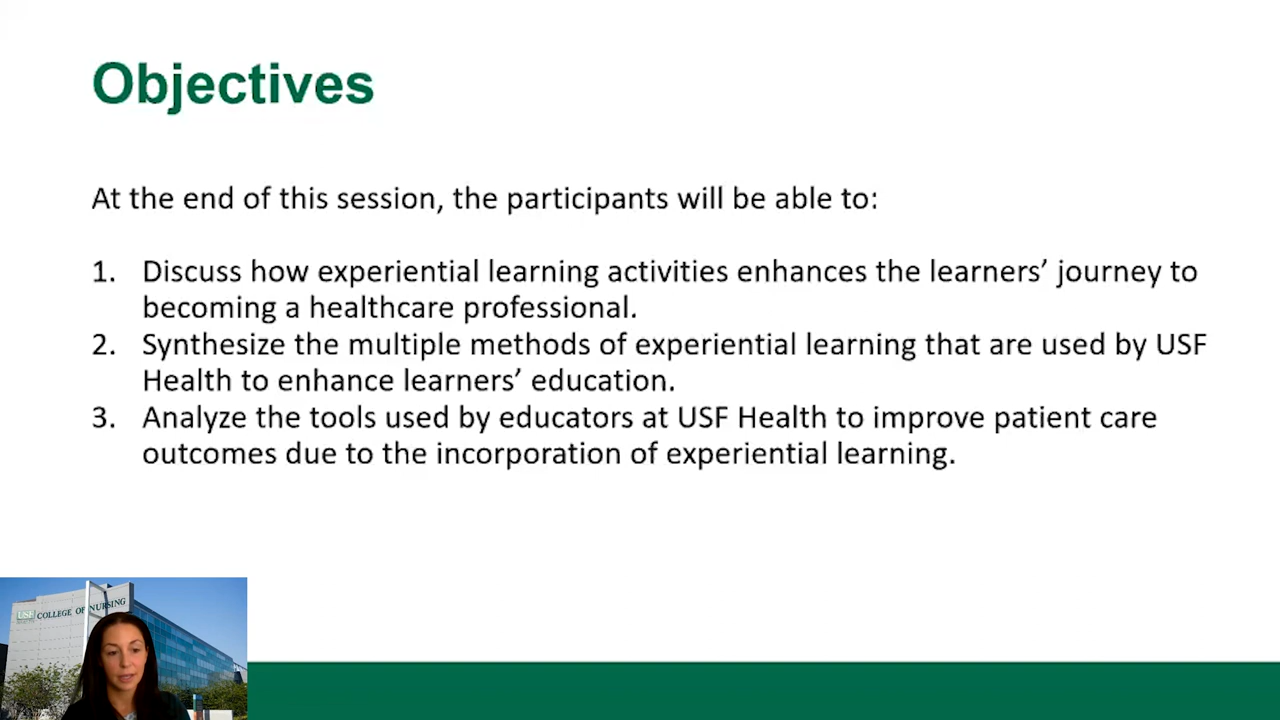 Objectives
At the end of this session, the participants will be able to:
1. Discuss how experiential learning activities enhances the learners’ journey to
becoming a healthcare professional.
2. Synthesize the multiple methods of experiential learning that are used by USF
Health to enhance learners’ education.
3. Analyze the tools used by educators at USF Health to improve patient care
outcomes due to the incorporation of experiential learning.
USF COLLEGE OF NURSING